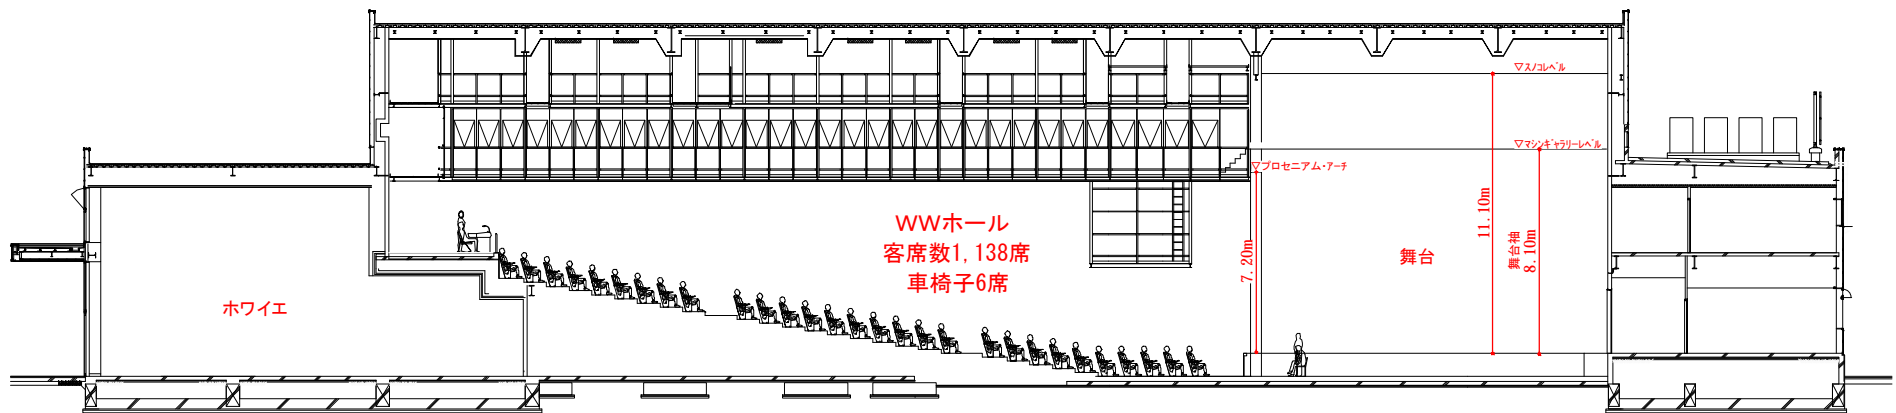 ▽スノコレベル
▽マシンギャラリーレベル
▽プロセニアム・アーチ
WWホール
客席数1,138席
車椅子6席
7.20m
11.10m
舞台
舞台袖
8.10m
ホワイエ